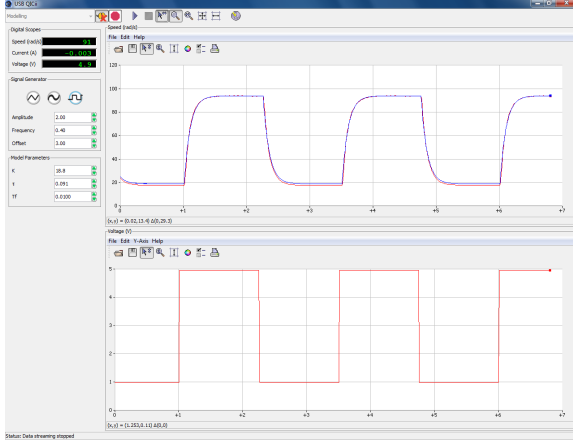 USB QICii
Modelling
Digital Scopes
Speed (rad/s) 91
Current (A) -0.003
Voltage (V) 4.9
Signal Generator
Amplitude 2.00
Frequency 0.40
Offset 3.00
Model Parameters
K 18.8
τ 0.091
Tf 0.0100
Speed (rad/s)
File Edit Help
120
100
80
60
40
20
0
0 +1 +2 +3 +4 +5 +6 +7
(x,y) = (0.02,13.4) Δ(0,29.3)
Voltage (V)
File Edit Y-Axis Help
5
4
3
2
1
0
0 +1 +2 +3 +4 +5 +6 +7
(x,y) = (1.253,0.11) Δ(0,0)
Status: Data streaming stopped